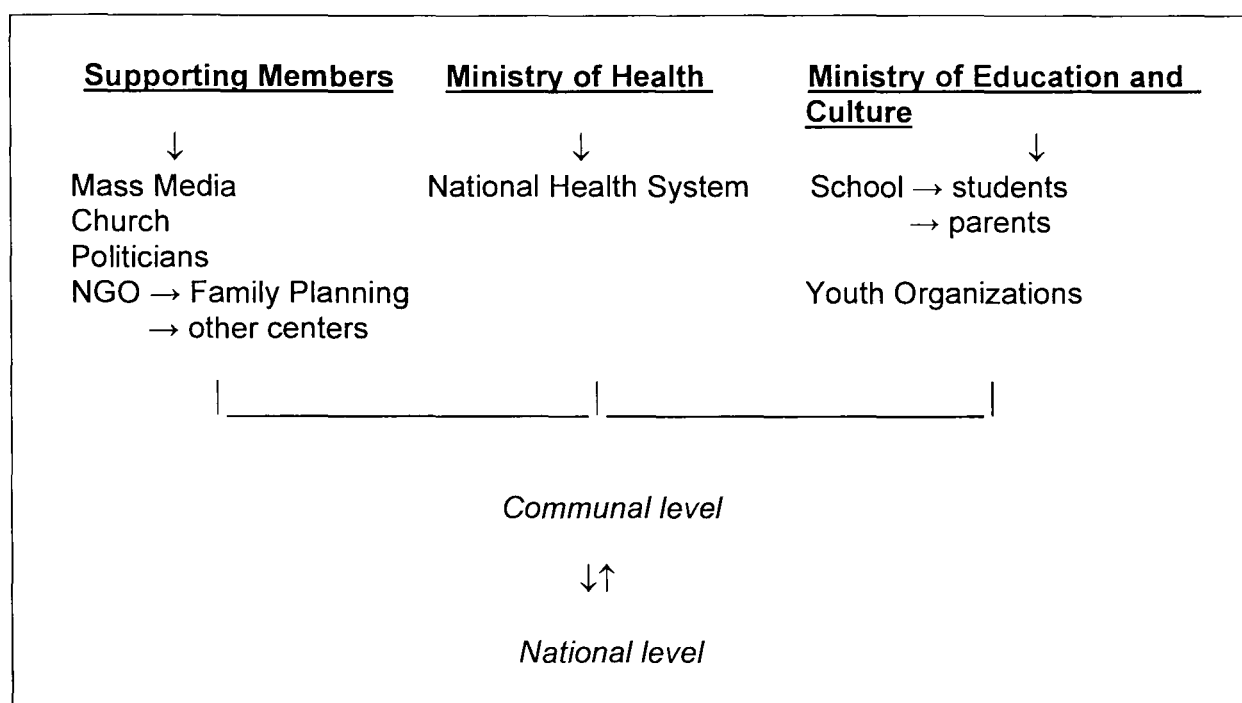 Supporting Members
Ministry of Health
Ministry of Education and
Culture
↓
↓
↓
Mass Media
Church
Politicians
NGO → Family Planning
→ other centers
National Health System
School → students
→ parents
Youth Organizations
Communal level
↓↑
National level